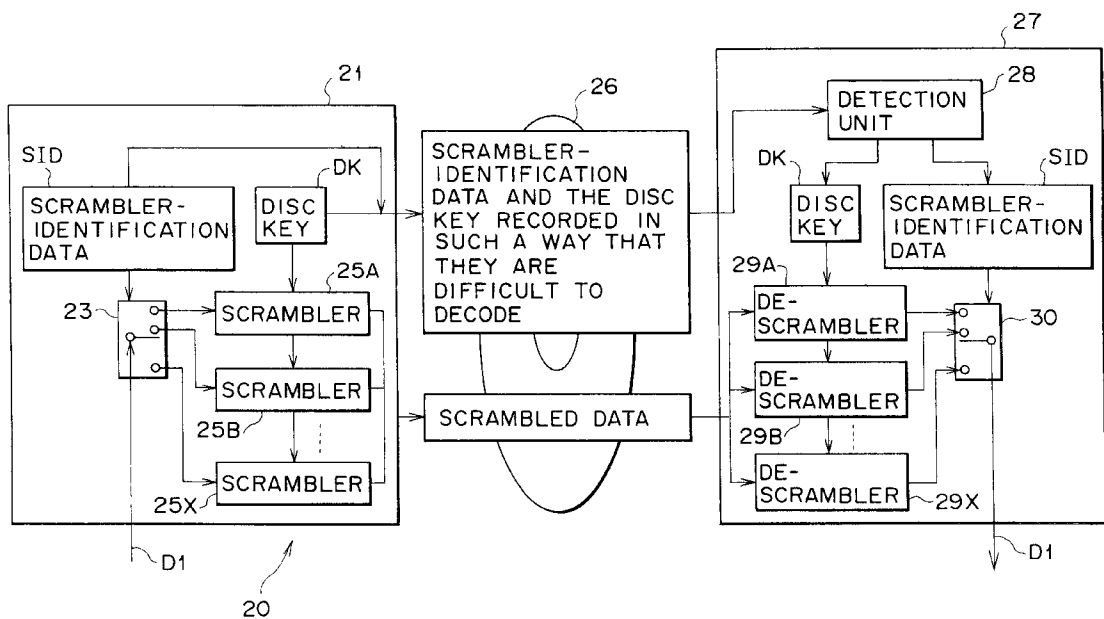 27
21
26
28
DETECTION
UNIT
SID
DK
SCRAMBLER-
IDENTIFICATION
DATA
DISC
KEY
SCRAMBLER-
IDENTIFICATION
DATA AND THE DISC
KEY RECORDED IN
SUCH A WAY THAT
THEY ARE
DIFFICULT TO
DECODE
DK
SID
DISC
KEY
SCRAMBLER-
IDENTIFICATION
DATA
23
25A
SCRAMBLER
SCRAMBLER
25B
SCRAMBLER
25X
SCRAMBLED DATA
29A
DE-
SCRAMBLER
30
DE-
SCRAMBLER
29B
DE-
SCRAMBLER
29X
D1
D1
20